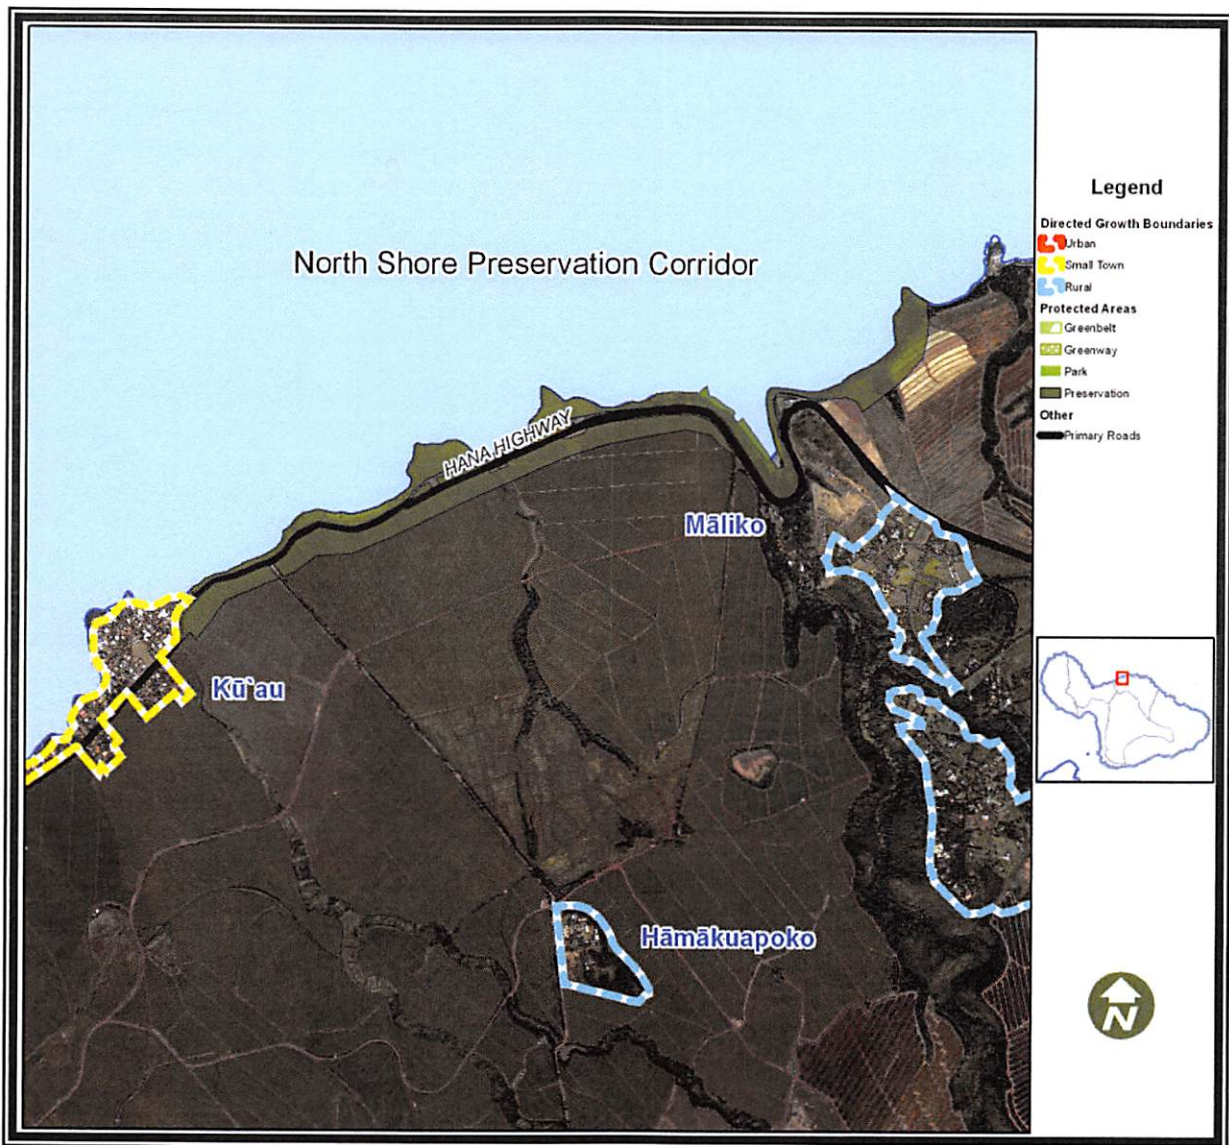 North Shore Preservation Corridor
HANA HIGHWAY
Māliko
Kū`au
Hāmākuapoko
Legend
Directed Growth Boundaries
Urban
Small Town
Rural
Protected Areas
Greenbelt
Greenway
Park
Preservation
Other
Primary Roads
N